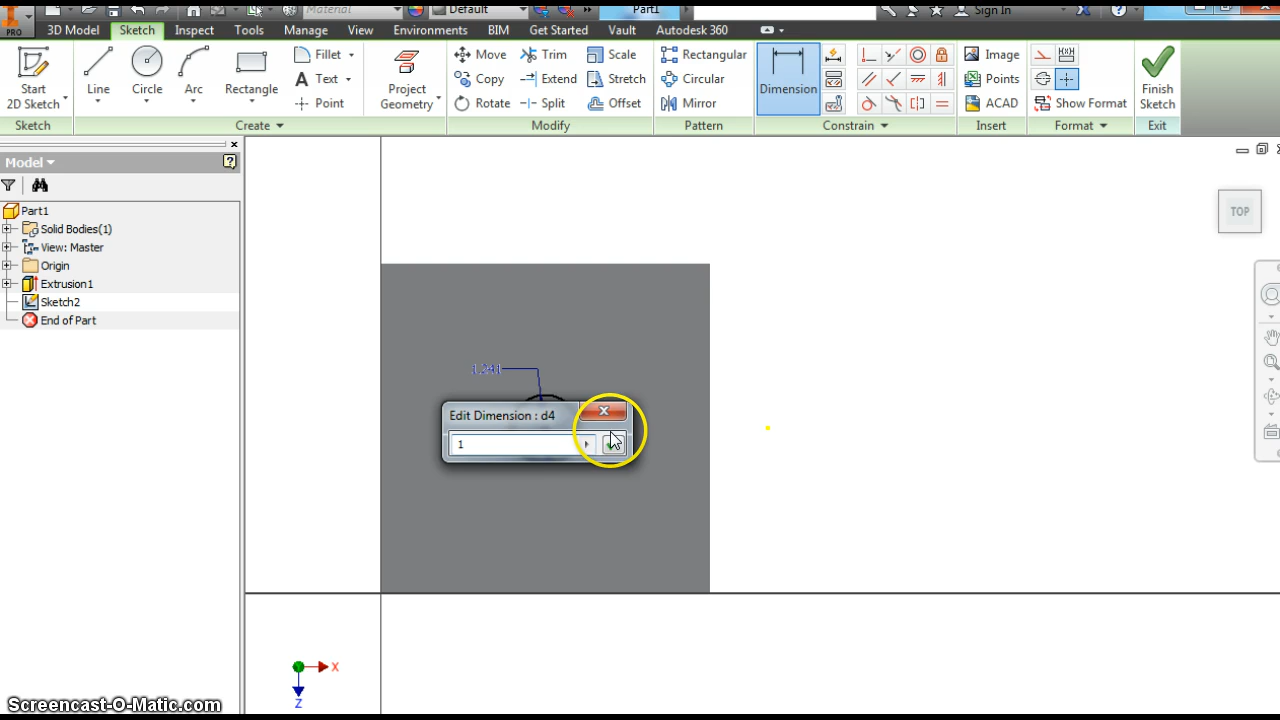 Material
Default
Part1
Sign In
PRO
3D Model
Sketch
Inspect
Tools
Manage
View
Environments
BIM
Get Started
Vault
Autodesk 360
Start
2D Sketch
Line
Circle
Arc
Rectangle
Fillet
Text
Point
Project
Geometry
Move
Copy
Rotate
Trim
Extend
Split
Scale
Stretch
Offset
Rectangular
Circular
Mirror
Dimension
Image
Points
ACAD
Show Format
Finish
Sketch
Sketch
Create
Modify
Pattern
Constrain
Insert
Format
Exit
Model
Part1
Solid Bodies(1)
View: Master
Origin
Extrusion1
Sketch2
End of Part
TOP
1.241
Edit Dimension : d4
1
X
Z
Screencast-O-Matic.com